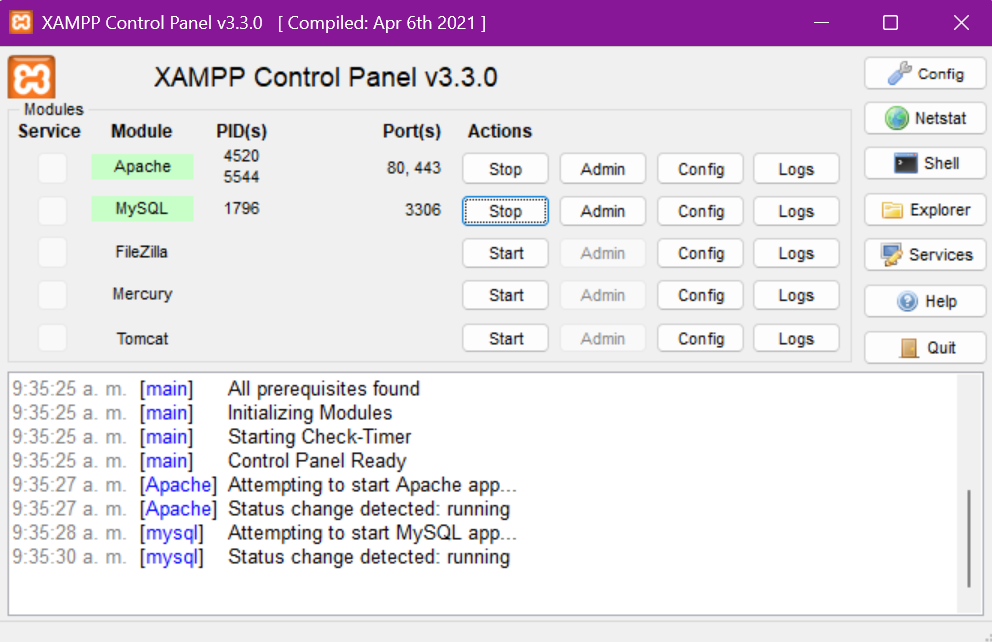 XAMPP Control Panel v3.3.0 [ Compiled: Apr 6th 2021 ]
XAMPP Control Panel v3.3.0
Config
Modules
Service Module PID(s) Port(s) Actions
Netstat
Apache 4520 5544 80, 443 Stop Admin Config Logs
Shell
MySQL 1796 3306 Stop Admin Config Logs
Explorer
FileZilla Start Admin Config Logs
Services
Mercury Start Admin Config Logs
Help
Tomcat Start Admin Config Logs
Quit
9:35:25 a. m. [main] All prerequisites found
9:35:25 a. m. [main] Initializing Modules
9:35:25 a. m. [main] Starting Check-Timer
9:35:25 a. m. [main] Control Panel Ready
9:35:27 a. m. [Apache] Attempting to start Apache app...
9:35:27 a. m. [Apache] Status change detected: running
9:35:28 a. m. [mysql] Attempting to start MySQL app...
9:35:30 a. m. [mysql] Status change detected: running